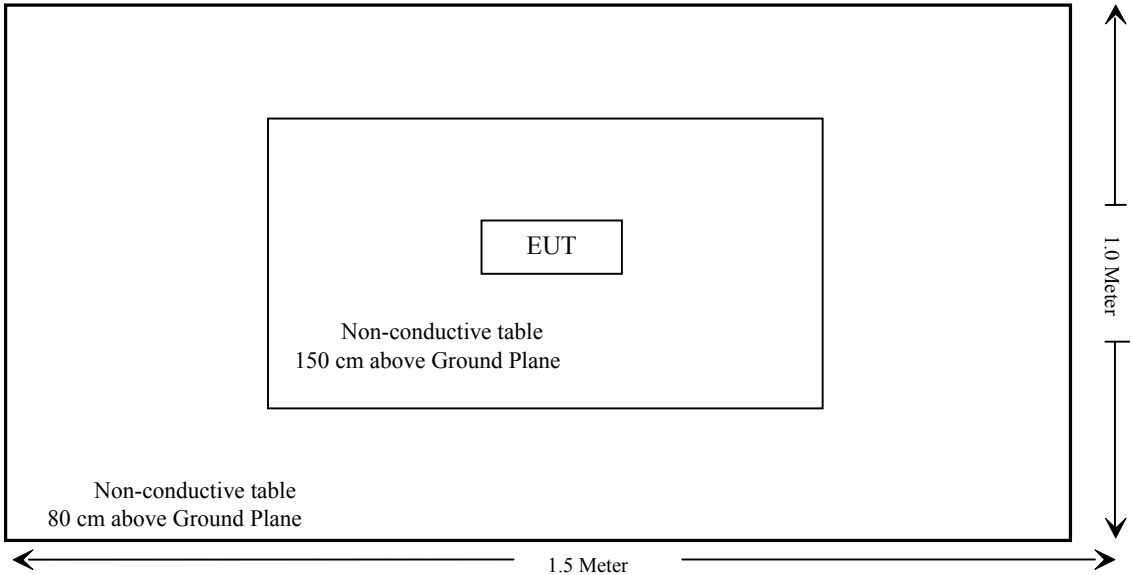 EUT
Non-conductive table
150 cm above Ground Plane
Non-conductive table
80 cm above Ground Plane
1.0 Meter
1.5 Meter